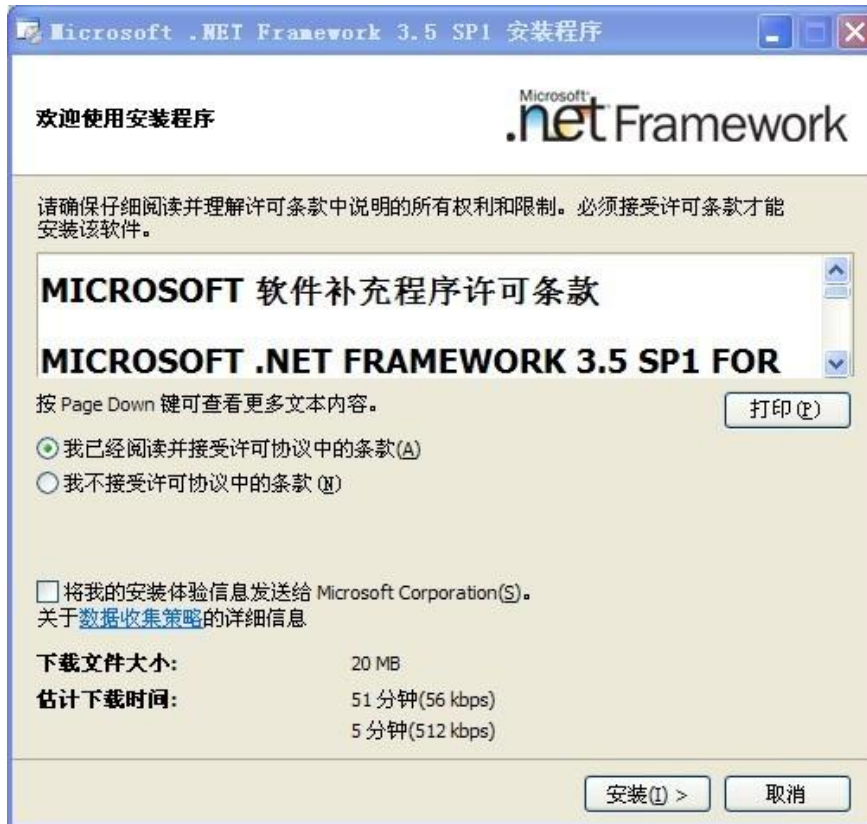 Microsoft .NET Framework 3.5 SP1 安装程序
欢迎使用安装程序
Microsoft
.net Framework
请确保仔细阅读并理解许可条款中说明的所有权利和限制。必须接受许可条款才能
安装该软件。
MICROSOFT 软件补充程序许可条款
MICROSOFT .NET FRAMEWORK 3.5 SP1 FOR
按 Page Down 键可查看更多文本内容。
打印(P)
我已经阅读并接受许可协议中的条款(A)
我不接受许可协议中的条款(N)
将我的安装体验信息发送给 Microsoft Corporation(S)。
关于数据收集策略的详细信息
下载文件大小: 20 MB
估计下载时间: 51 分钟(56 kbps)
5 分钟(512 kbps)
安装(I) > 取消